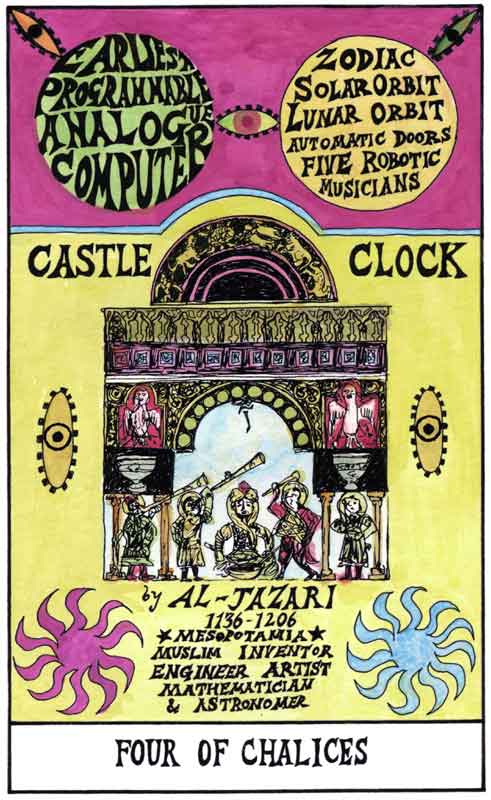 EARLIEST
PROGRAMMABLE
ANALOGUE
COMPUTER
ZODIAC
SOLAR ORBIT
LUNAR ORBIT
AUTOMATIC DOORS
FIVE ROBOTIC
MUSICIANS
CASTLE CLOCK
by AL-JAZARI
1136-1206
★MESOPOTAMIA★
MUSLIM INVENTOR
ENGINEER ARTIST
MATHEMATICIAN
& ASTRONOMER
FOUR OF CHALICES